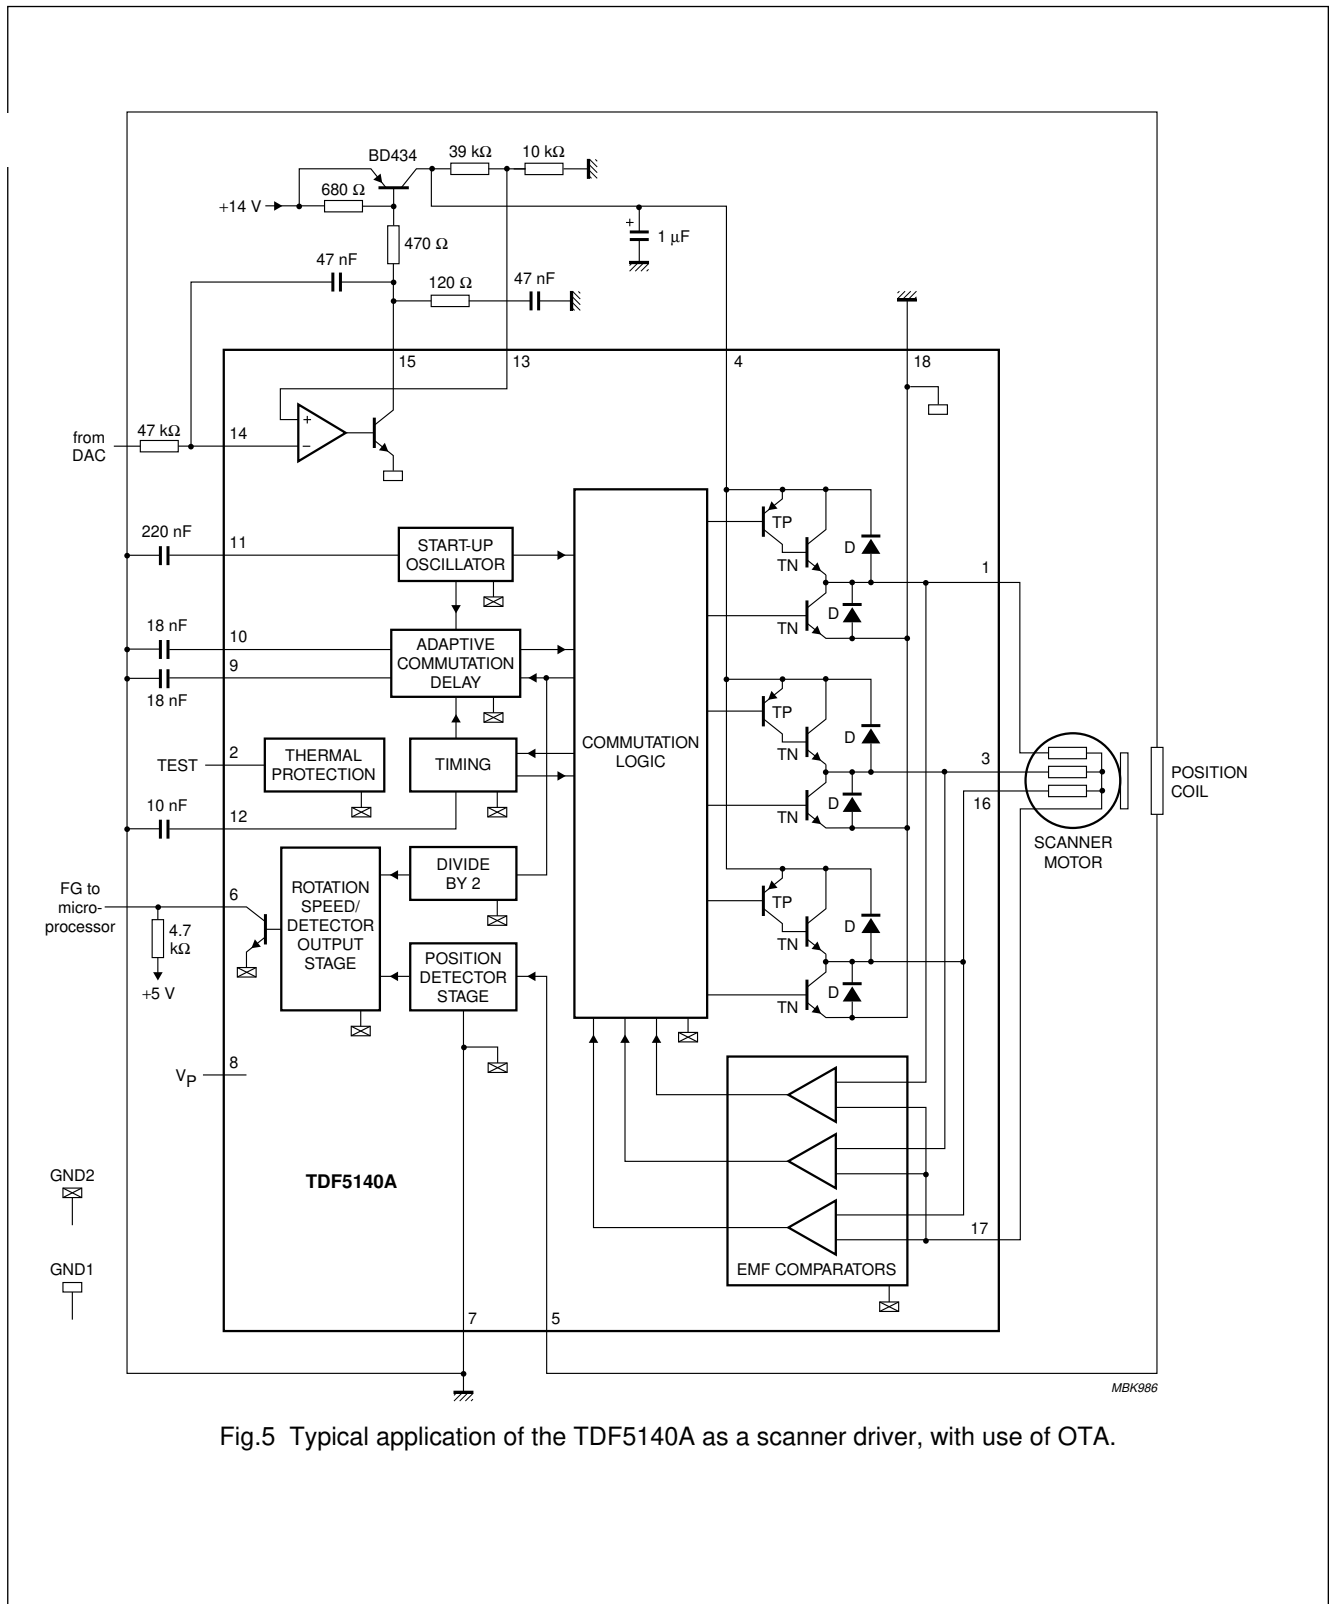 BD434
39 kΩ
10 kΩ
680 Ω
+14 V
470 Ω
+
1 μF
47 nF
120 Ω
47 nF
15
13
4
18
from
DAC
47 kΩ
14
+
−
220 nF
11
START-UP
OSCILLATOR
TP
D
TN
1
18 nF
10
ADAPTIVE
COMMUTATION
DELAY
TN
D
9
18 nF
TP
D
TN
COMMUTATION
LOGIC
2
TEST
THERMAL
PROTECTION
TIMING
3
POSITION
COIL
10 nF
12
TN
D
16
SCANNER
MOTOR
DIVIDE
BY 2
FG to
micro-
processor
6
ROTATION
SPEED/
DETECTOR
OUTPUT
STAGE
TP
D
TN
4.7
kΩ
+5 V
POSITION
DETECTOR
STAGE
TN
D
8
VP
GND2
TDF5140A
17
GND1
EMF COMPARATORS
7
5
MBK986
Fig.5 Typical application of the TDF5140A as a scanner driver, with use of OTA.